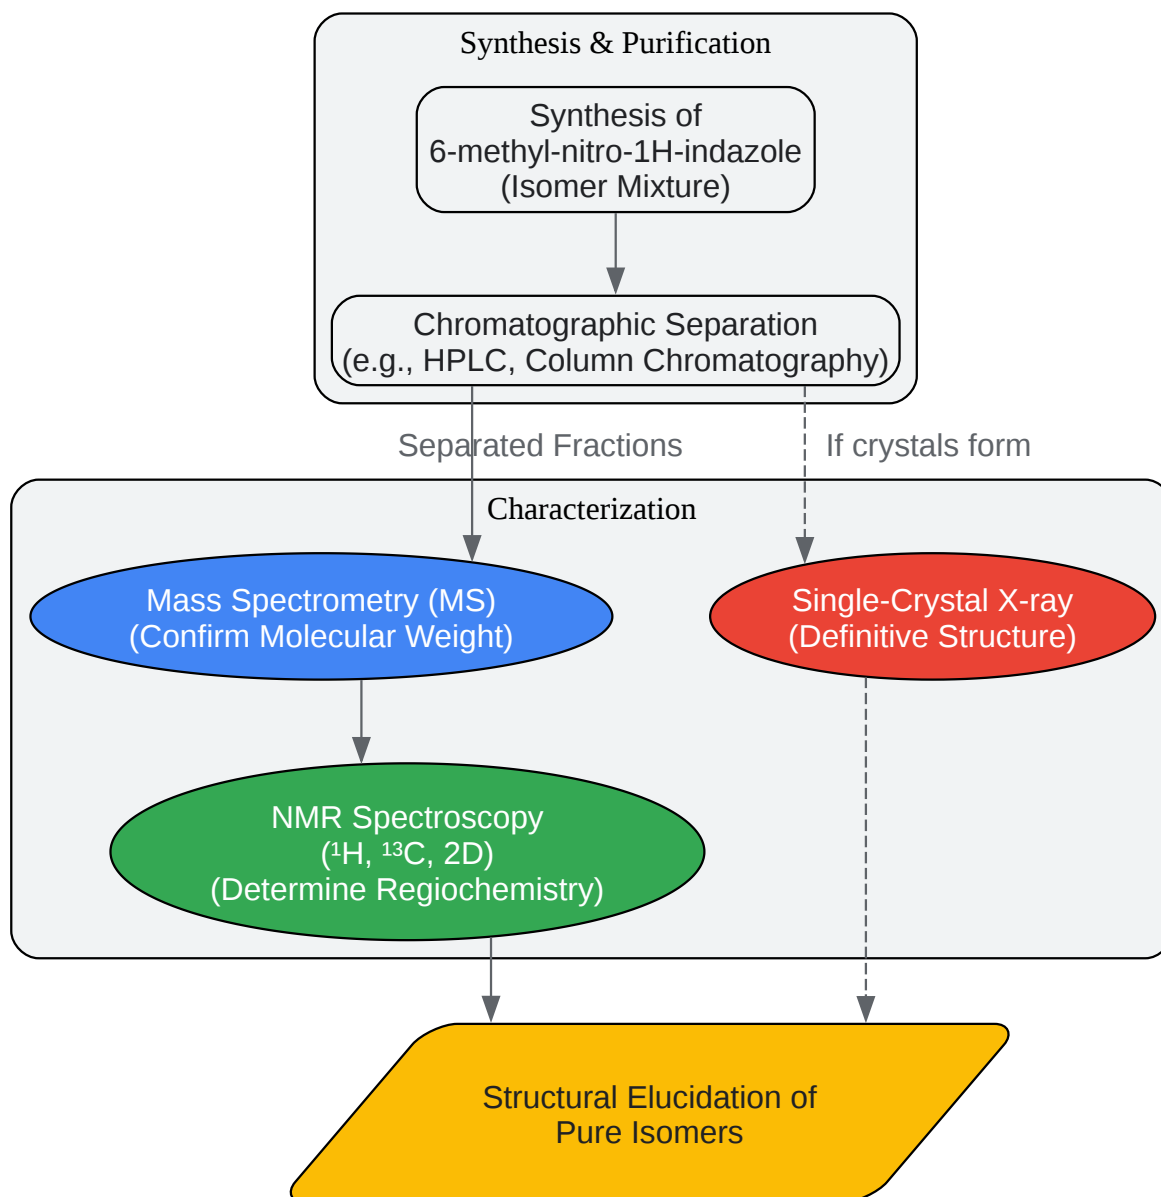 Synthesis & Purification
Synthesis of
6-methyl-nitro-1H-indazole
(Isomer Mixture)
Chromatographic Separation
(e.g., HPLC, Column Chromatography)
Separated Fractions
If crystals form
Characterization
Mass Spectrometry (MS)
(Confirm Molecular Weight)
Single-Crystal X-ray
(Definitive Structure)
NMR Spectroscopy
(¹H, ¹³C, 2D)
(Determine Regiochemistry)
Structural Elucidation of
Pure Isomers